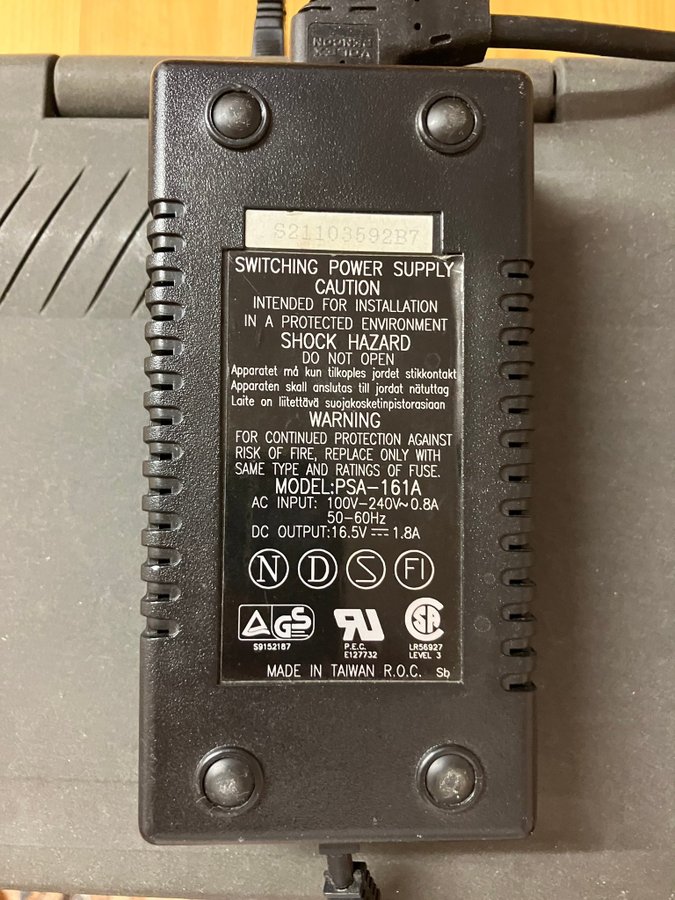 VOLEX
S21103592B7
SWITCHING POWER SUPPLY
CAUTION
INTENDED FOR INSTALLATION
IN A PROTECTED ENVIRONMENT
SHOCK HAZARD
DO NOT OPEN
Apparatet må kun tilkoples jordet stikkontakt
Apparaten skall anslutas till jordat nätuttag
Laite on liitettävä suojakosketinpistorasiaan
WARNING
FOR CONTINUED PROTECTION AGAINST
RISK OF FIRE, REPLACE ONLY WITH
SAME TYPE AND RATINGS OF FUSE.
MODEL:PSA-161A
AC INPUT: 100V-240V~0.8A
50-60Hz
DC OUTPUT:16.5V ⎓ 1.8A
N D S FI
GS RU SA
S9152187 P.E.C. LR56927
E127732 LEVEL 3
MADE IN TAIWAN R.O.C. Sb